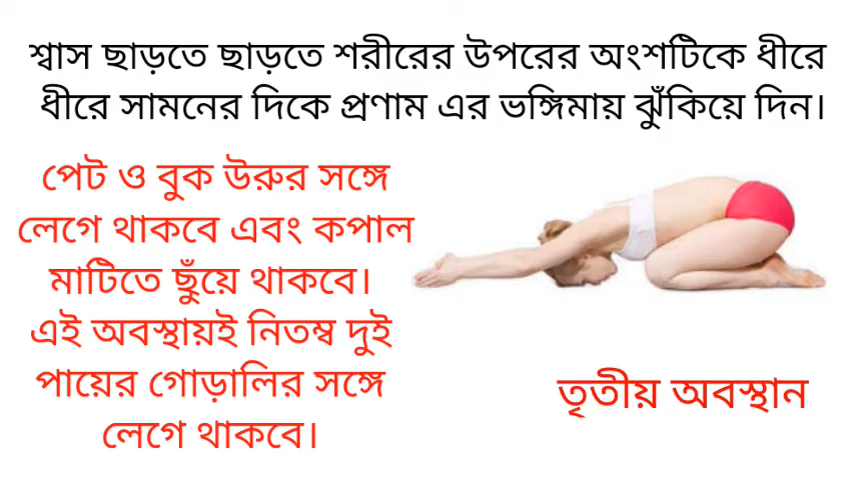 শ্বাস ছাড়তে ছাড়তে শরীরের উপরের অংশটিকে ধীরে
ধীরে সামনের দিকে প্রণাম এর ভঙ্গিমায় ঝুঁকিয়ে দিন।
পেট ও বুক উরুর সঙ্গে
লেগে থাকবে এবং কপাল
মাটিতে ছুঁয়ে থাকবে।
এই অবস্থায়ই নিতম্ব দুই
পায়ের গোড়ালির সঙ্গে
লেগে থাকবে।
তৃতীয় অবস্থান